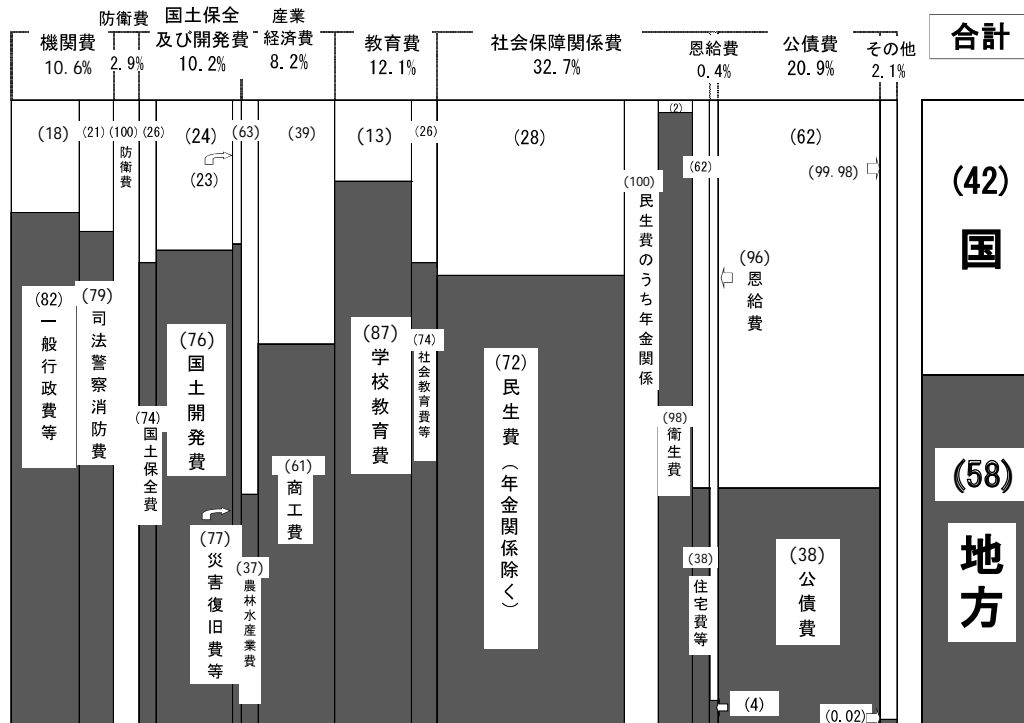 機関費
10.6%
防衛費
2.9%
国土保全
及び開発費
10.2%
産業
経済費
8.2%
教育費
12.1%
社会保障関係費
32.7%
恩給費
0.4%
公債費
20.9%
その他
2.1%
合計
(18)
(21)
(100)
防衛費
(26)
(24)
(23)
(63)
(39)
(13)
(26)
(28)
(100)
民生費のうち年金関係
(2)
(62)
(96)
恩給費
(62)
(99.98)
(42)
国
(82)
一般行政費等
(79)
司法警察消防費
(74)
国土保全費
(76)
国土開発費
(77)
災害復旧費等
(37)
農林水産業費
(61)
商工費
(87)
学校教育費
(74)
社会教育費等
(72)
民生費(年金関係除く)
(98)
衛生費
(38)
住宅費等
(4)
(38)
公債費
(0.02)
(58)
地方